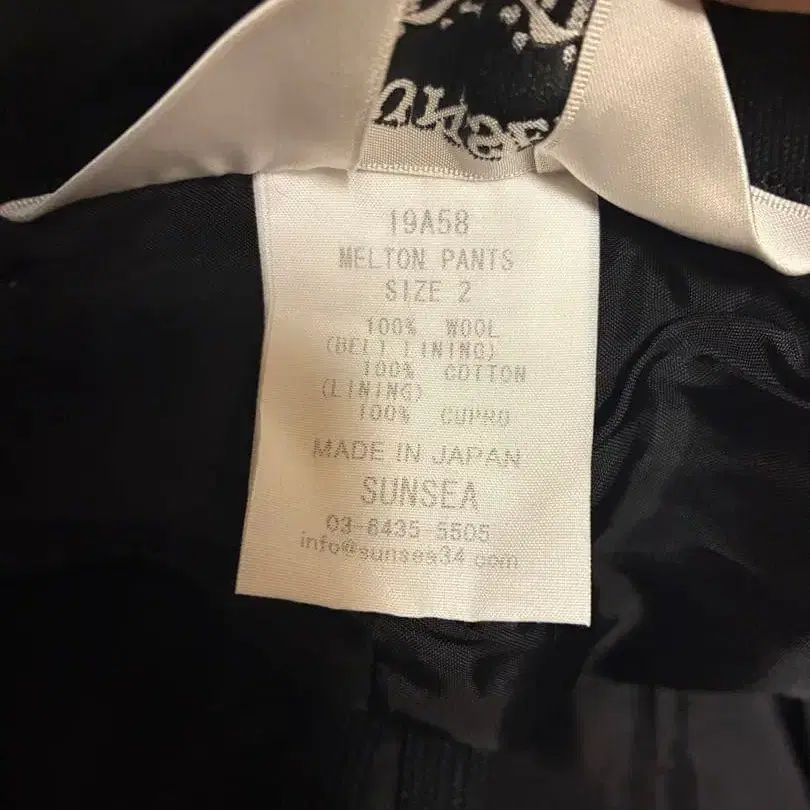 19A58
MELTON PANTS
SIZE 2
100% WOOL
(BELT LINING)
100% COTTON
(LINING)
100% CUPRO
MADE IN JAPAN
SUNSEA
03-6435-5505
info@sunsea34.com